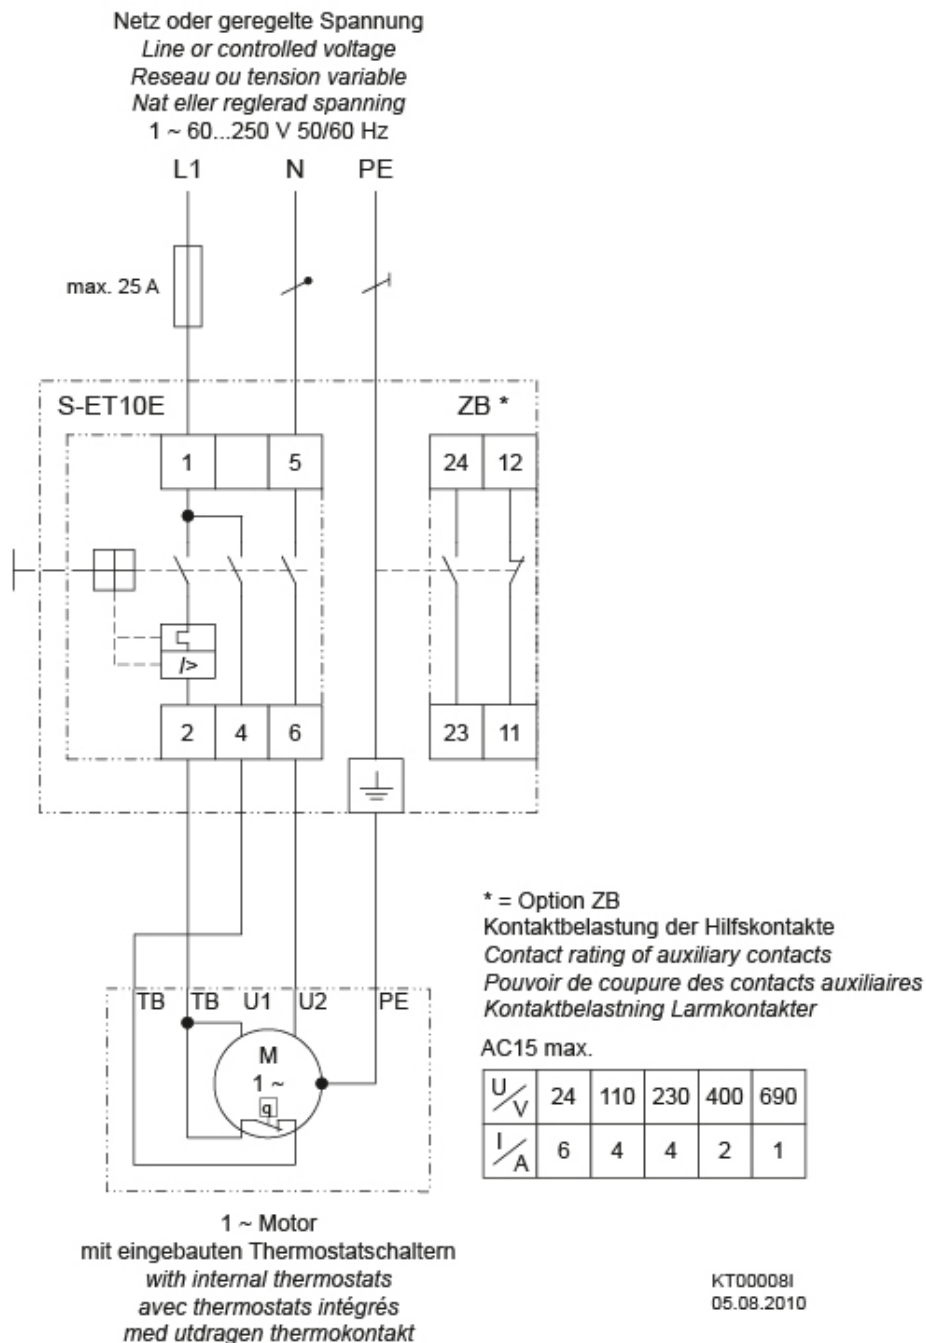 Netz oder geregelte Spannung
Line or controlled voltage
Reseau ou tension variable
Nat eller reglerad spanning
1 ~ 60...250 V 50/60 Hz
L1 N PE
max. 25 A
S-ET10E ZB *
1 5 24 12
I>
2 4 6 23 11
* = Option ZB
Kontaktbelastung der Hilfskontakte
Contact rating of auxiliary contacts
Pouvoir de coupure des contacts auxiliaires
Kontaktbelastning Larmkontakter
AC15 max.
U/V 24 110 230 400 690
I/A 6 4 4 2 1
TB TB U1 U2 PE
M
1 ~
q
1 ~ Motor
mit eingebauten Thermostatschaltern
with internal thermostats
avec thermostats intégrés
med utdragen thermokontakt
KT00008I
05.08.2010